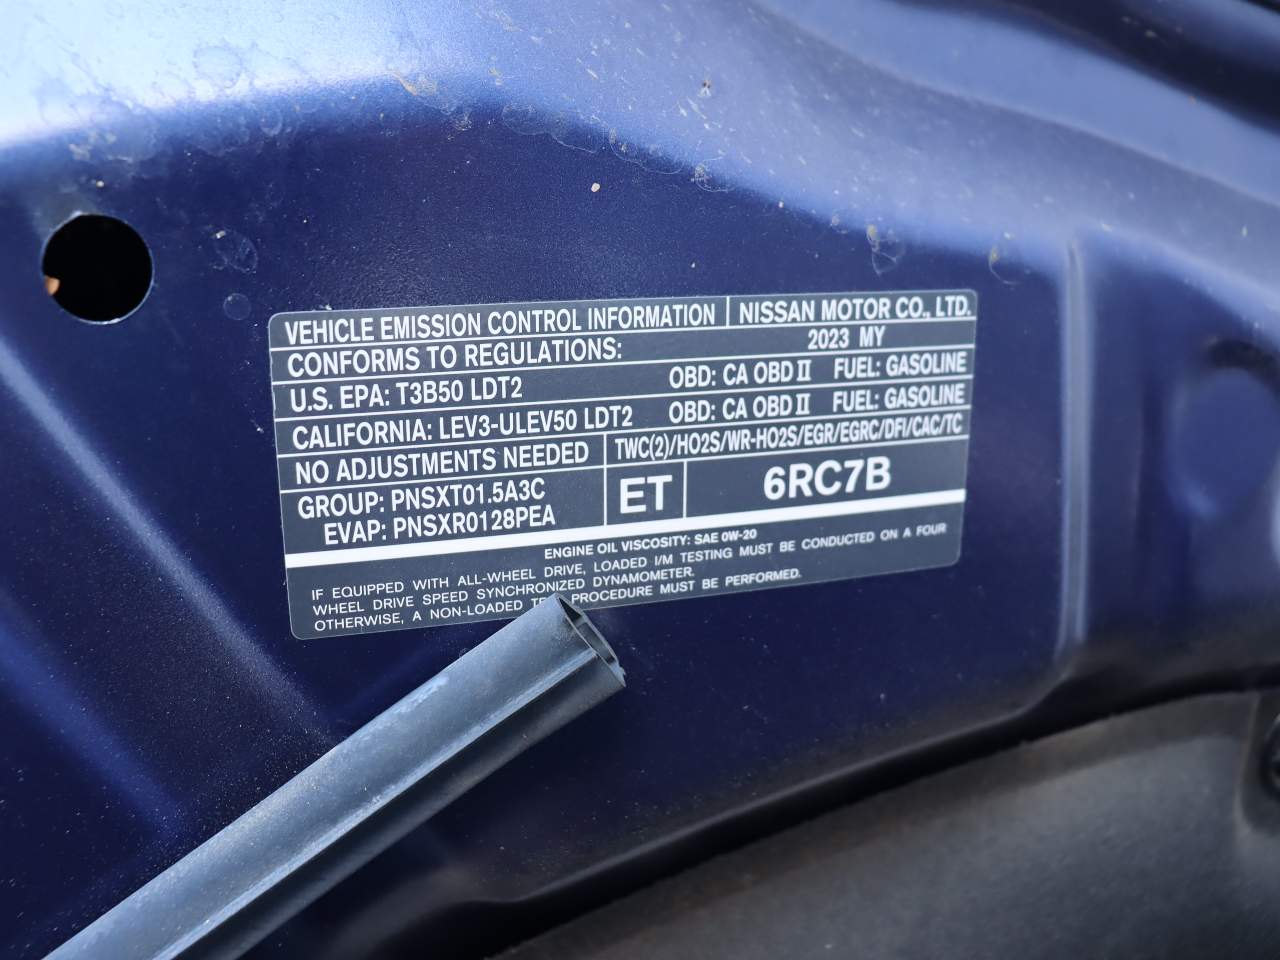 VEHICLE EMISSION CONTROL INFORMATION NISSAN MOTOR CO., LTD.
CONFORMS TO REGULATIONS: 2023 MY
U.S. EPA: T3B50 LDT2 OBD: CA OBD II FUEL: GASOLINE
CALIFORNIA: LEV3-ULEV50 LDT2 OBD: CA OBD II FUEL: GASOLINE
NO ADJUSTMENTS NEEDED TWC(2)/HO2S/WR-HO2S/EGR/EGRC/DFI/CAC/TC
GROUP: PNSXT01.5A3C
EVAP: PNSXR0128PEA
ET 6RC7B
ENGINE OIL VISCOSITY: SAE 0W-20
IF EQUIPPED WITH ALL-WHEEL DRIVE, LOADED I/M TESTING MUST BE CONDUCTED ON A FOUR
WHEEL DRIVE SPEED SYNCHRONIZED DYNAMOMETER.
OTHERWISE, A NON-LOADED PROCEDURE MUST BE PERFORMED.